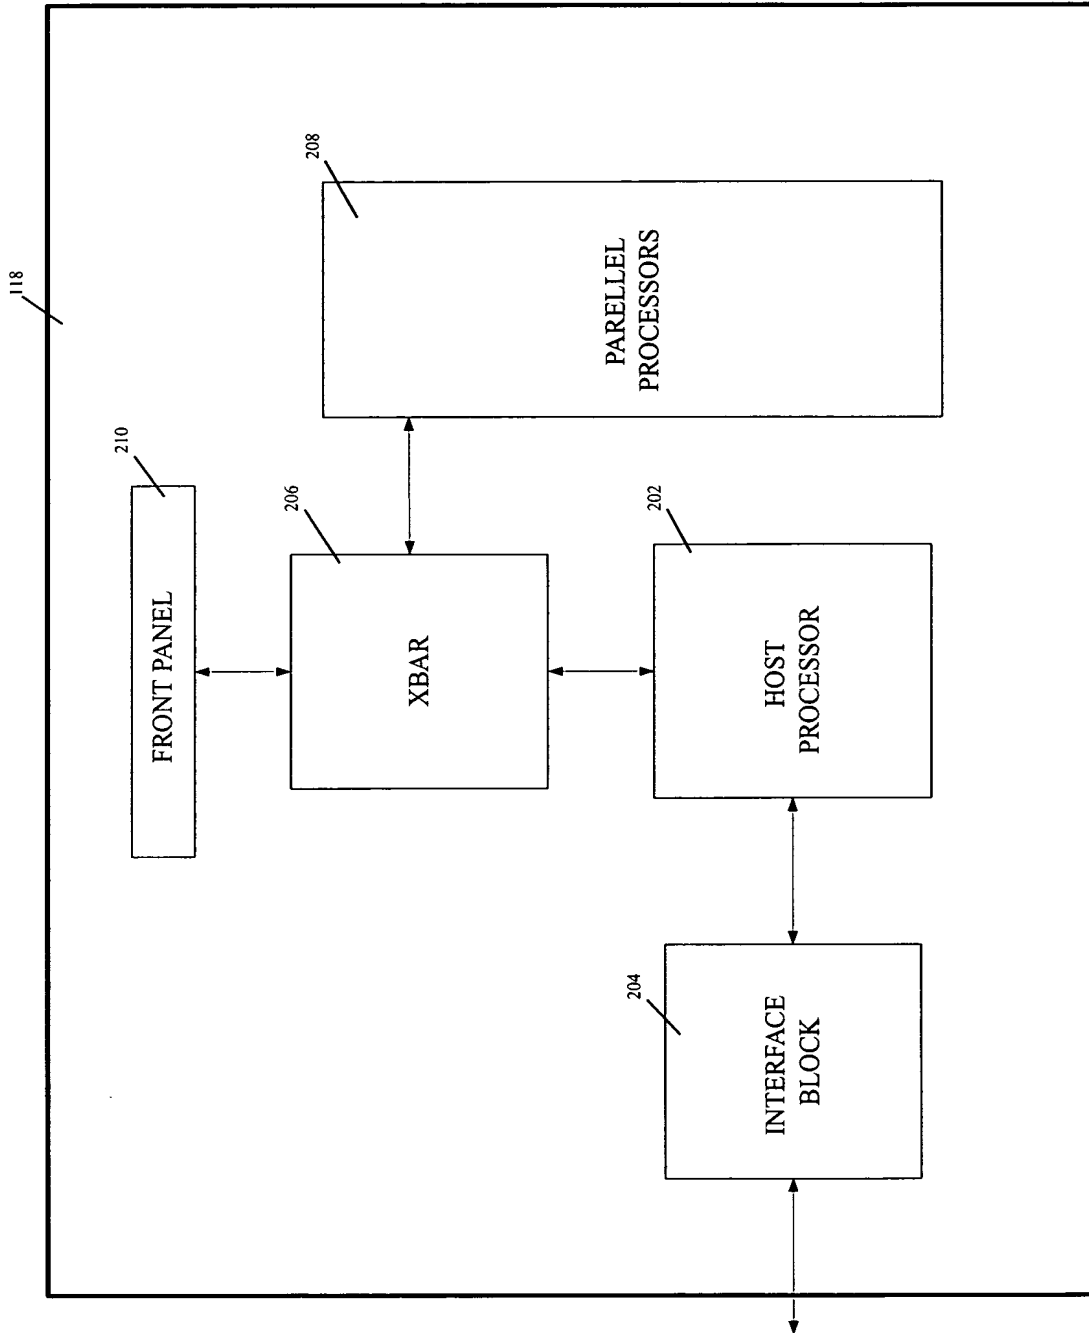 118
210
FRONT PANEL
206
XBAR
208
PARELLEL
PROCESSORS
204
INTERFACE
BLOCK
202
HOST
PROCESSOR